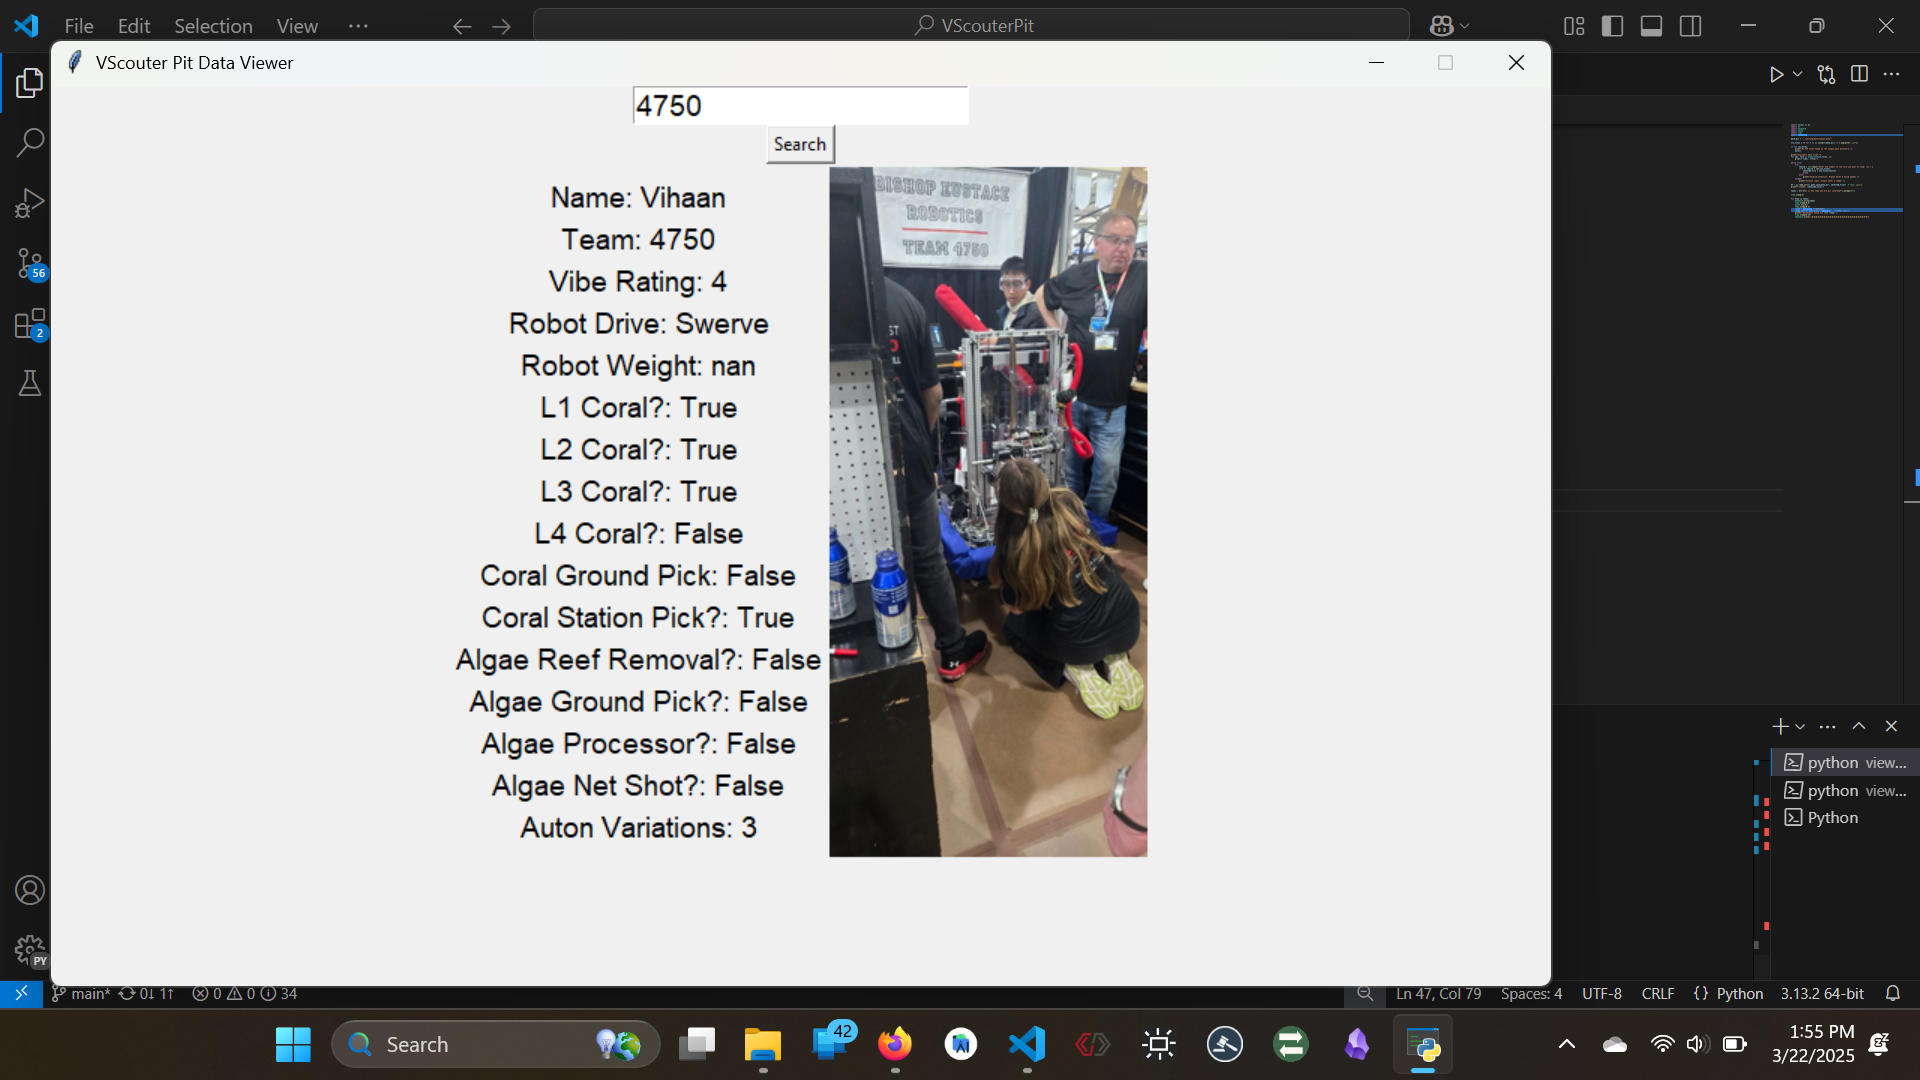 File Edit Selection View ···
VScouterPit
VScouter Pit Data Viewer
4750
Search
Name: Vihaan
Team: 4750
Vibe Rating: 4
Robot Drive: Swerve
Robot Weight: nan
L1 Coral?: True
L2 Coral?: True
L3 Coral?: True
L4 Coral?: False
Coral Ground Pick: False
Coral Station Pick?: True
Algae Reef Removal?: False
Algae Ground Pick?: False
Algae Processor?: False
Algae Net Shot?: False
Auton Variations: 3
BISHOP EUSTACE
ROBOTICS
TEAM 4750
56
2
PY
python view...
python view...
Python
main* 0↓ 1↑ 0 0 34
Ln 47, Col 79 Spaces: 4 UTF-8 CRLF {} Python 3.13.2 64-bit
Search
42
1:55 PM
3/22/2025